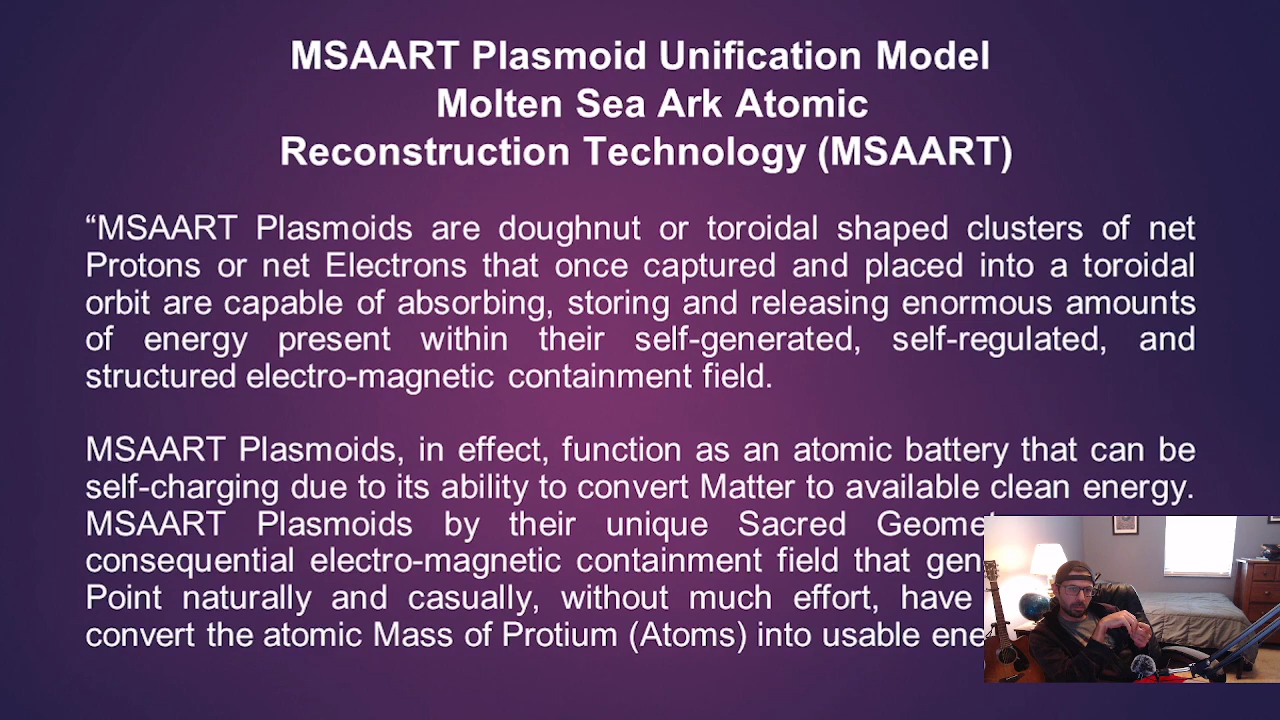 MSAART Plasmoid Unification Model
Molten Sea Ark Atomic
Reconstruction Technology (MSAART)
“MSAART Plasmoids are doughnut or toroidal shaped clusters of net
Protons or net Electrons that once captured and placed into a toroidal
orbit are capable of absorbing, storing and releasing enormous amounts
of energy present within their self-generated, self-regulated, and
structured electro-magnetic containment field.
MSAART Plasmoids, in effect, function as an atomic battery that can be
self-charging due to its ability to convert Matter to available clean energy.
MSAART Plasmoids by their unique Sacred
consequential electro-magnetic containment field that
Point naturally and casually, without much effort, have
convert the atomic Mass of Protium (Atoms) into usable